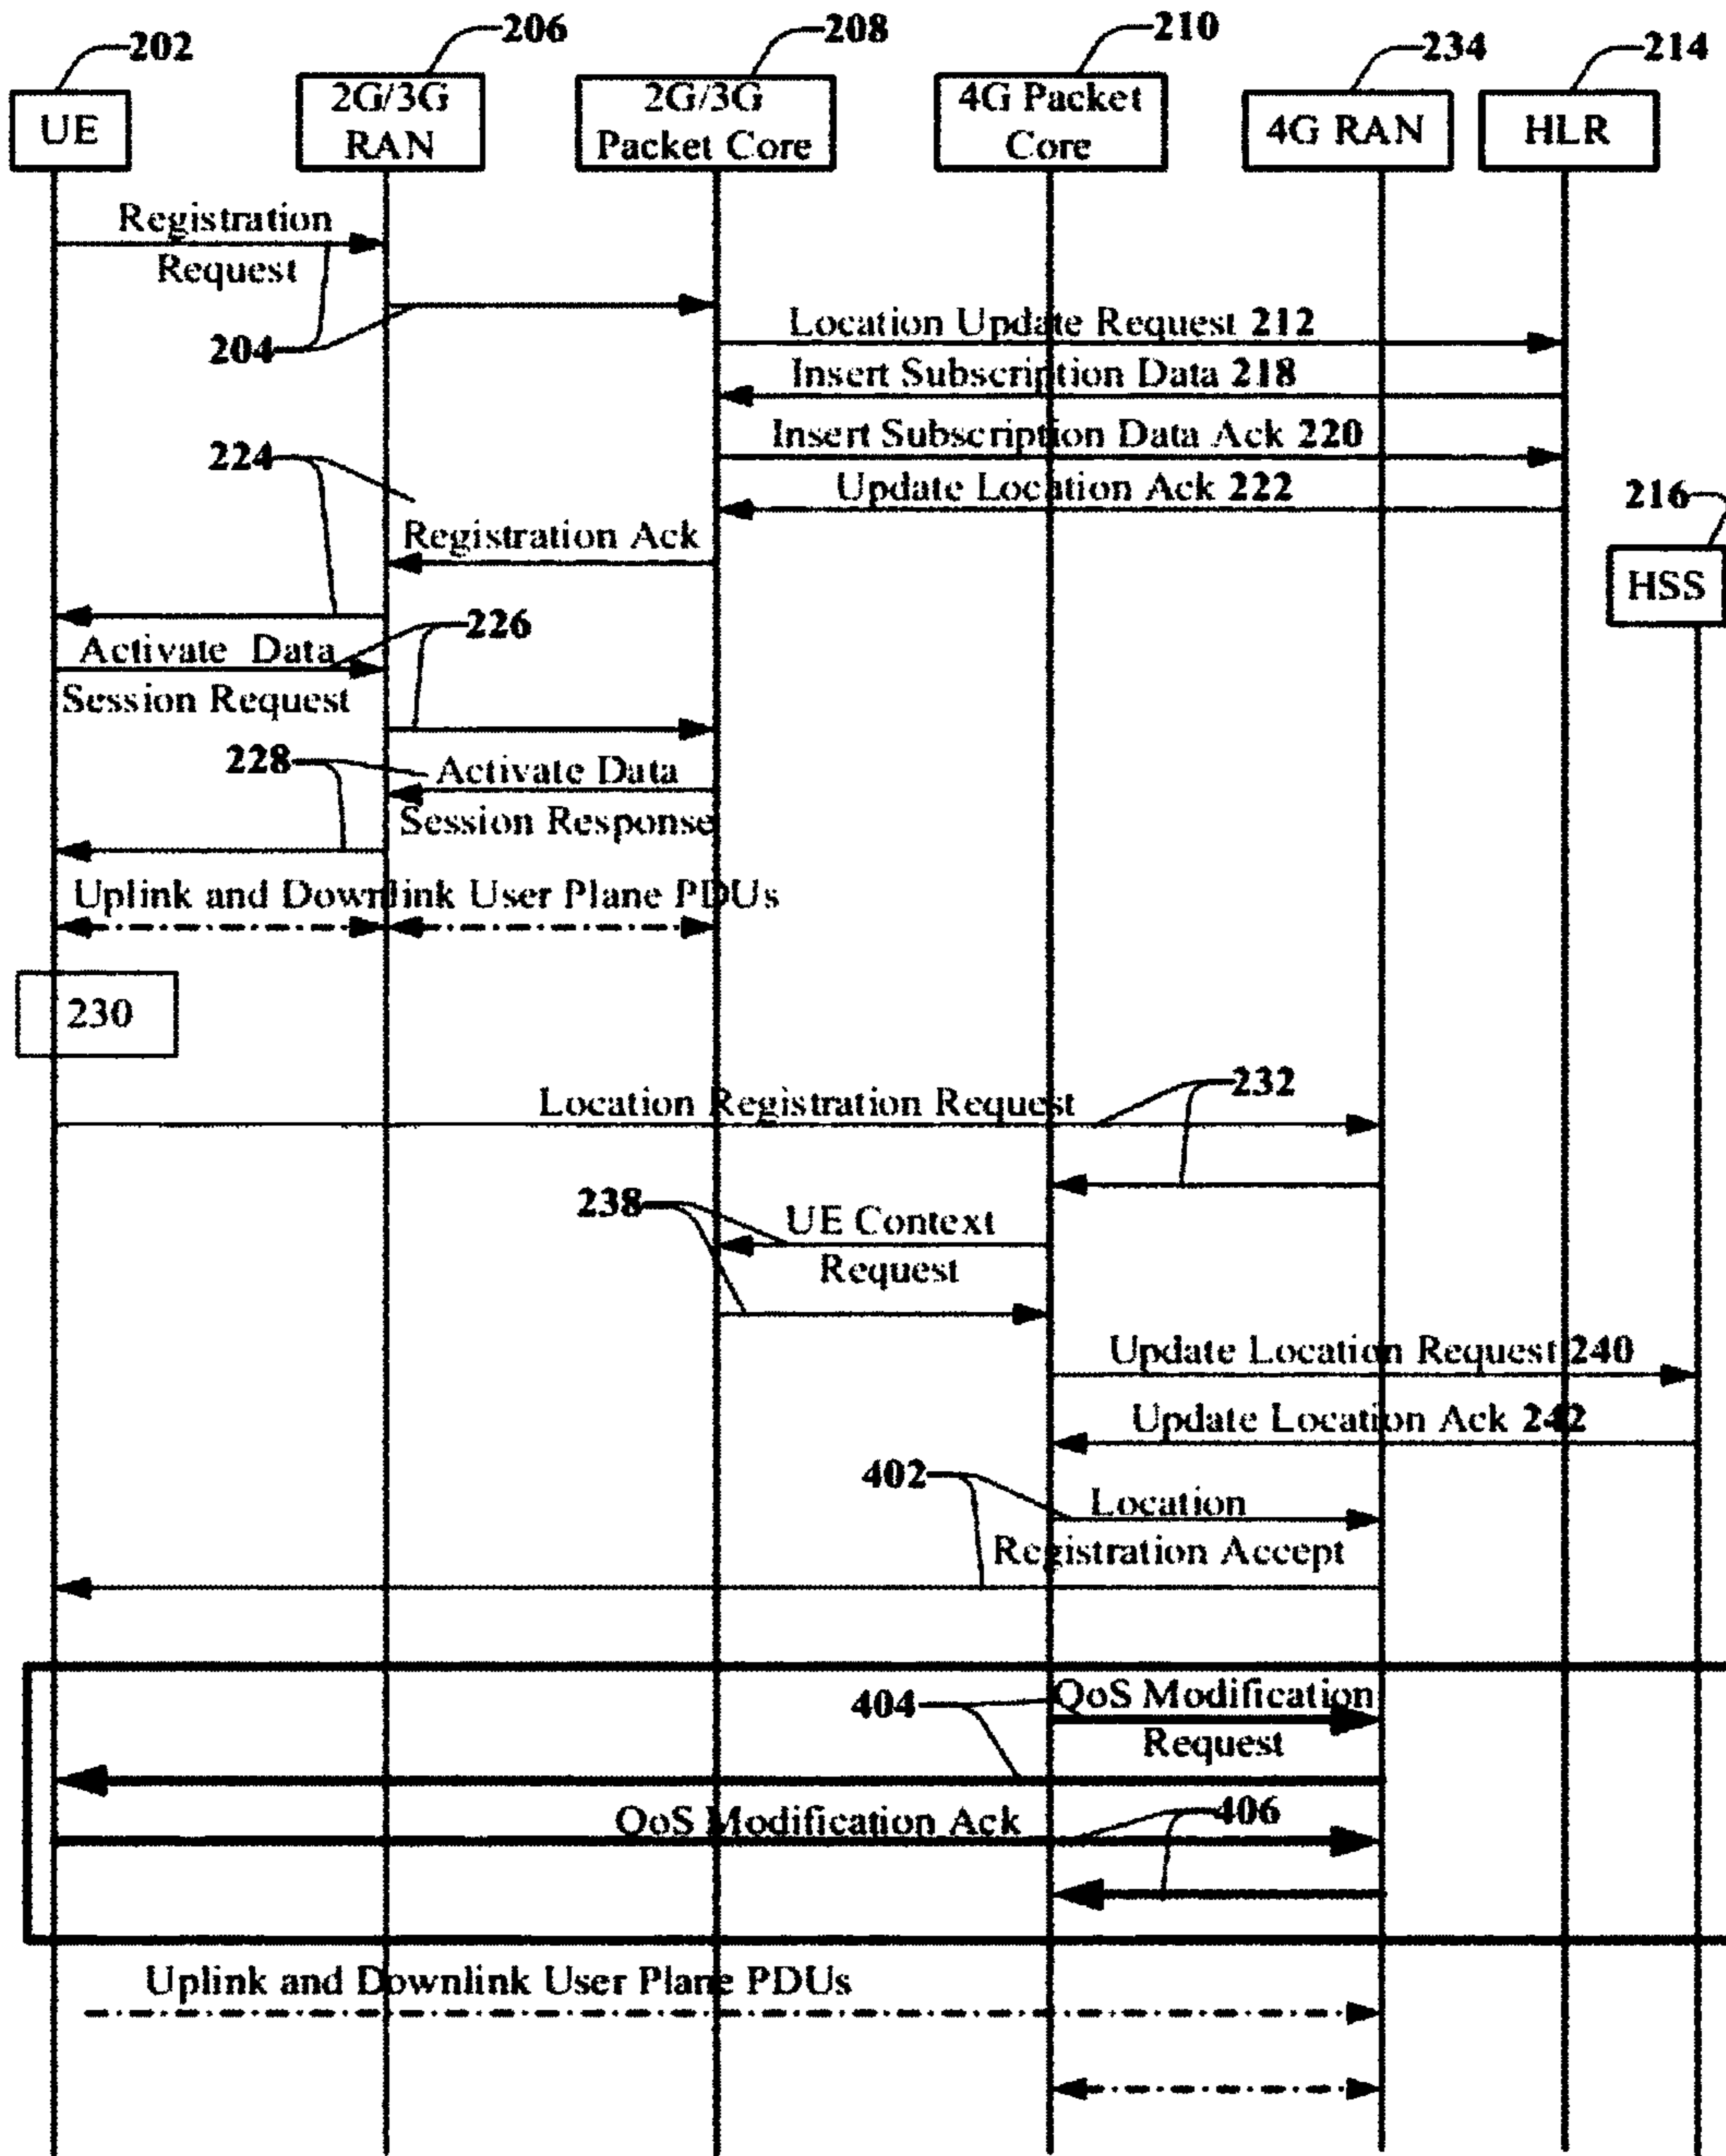 202
206
208
210
234
214
UE
2G/3G
RAN
2G/3G
Packet Core
4G Packet
Core
4G RAN
HLR
Registration
Request
204
Location Update Request 212
Insert Subscription Data 218
Insert Subscription Data Ack 220
224
Update Location Ack 222
216
Registration Ack
HSS
226
Activate Data
Session Request
228
Activate Data
Session Response
Uplink and Downlink User Plane PDUs
230
232
Location Registration Request
238
UE Context
Request
Update Location Request 240
Update Location Ack 242
402
Location
Registration Accept
404
QoS Modification
Request
406
QoS Modification Ack
Uplink and Downlink User Plane PDUs